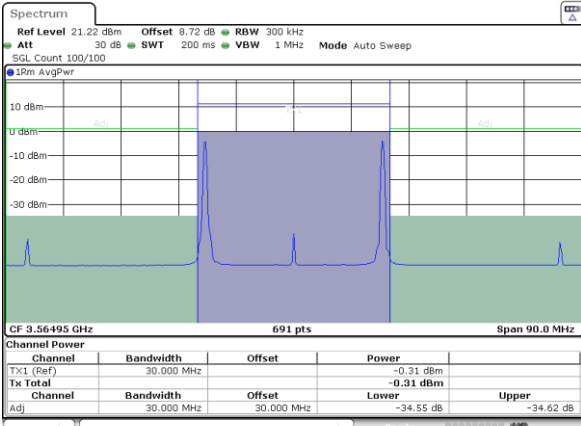 Spectrum
Ref Level 21.22 dBm Offset 8.72 dB RBW 300 kHz
Att 30 dB SWT 200 ms VBW 1 MHz Mode Auto Sweep
SGL Count 100/100
1Rm AvgPwr
10 dBm
Adj Adj
0 dBm
-10 dBm
-20 dBm
-30 dBm
CF 3.56495 GHz 691 pts Span 90.0 MHz
Channel Power
Channel Bandwidth Offset Power
TX1 (Ref) 30.000 MHz -0.31 dBm
Tx Total -0.31 dBm
Channel Bandwidth Offset Lower Upper
Adj 30.000 MHz 30.000 MHz -34.55 dB -34.62 dB